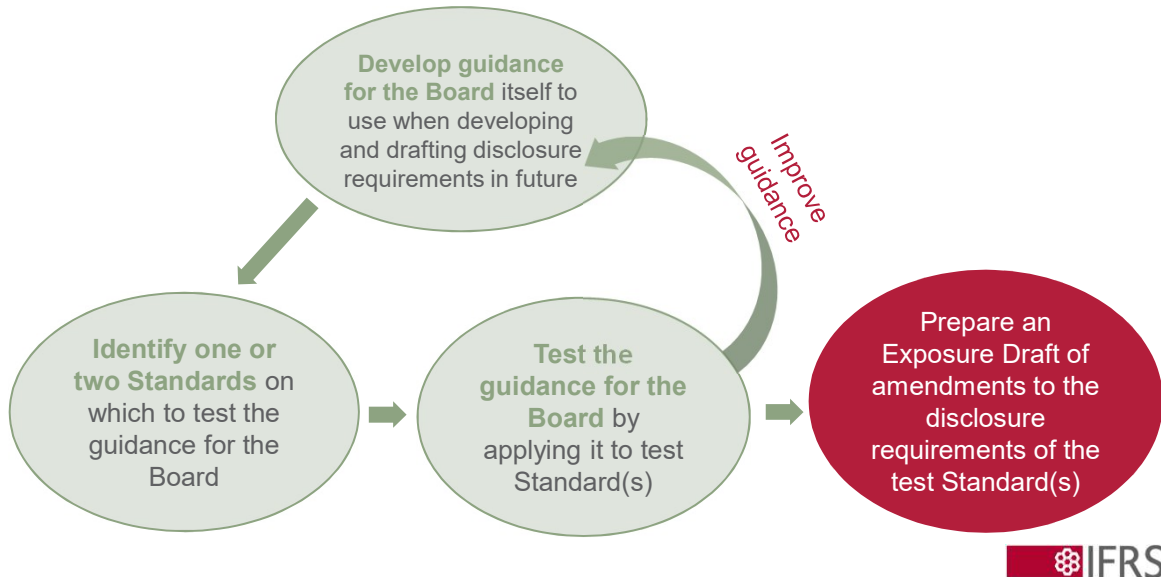 Develop guidance
for the Board itself to
use when developing
and drafting disclosure
requirements in future
Improve
guidance
Identify one or
two Standards on
which to test the
guidance for the
Board
Test the
guidance for the
Board by
applying it to test
Standard(s)
Prepare an
Exposure Draft of
amendments to the
disclosure
requirements of the
test Standard(s)
IFRS